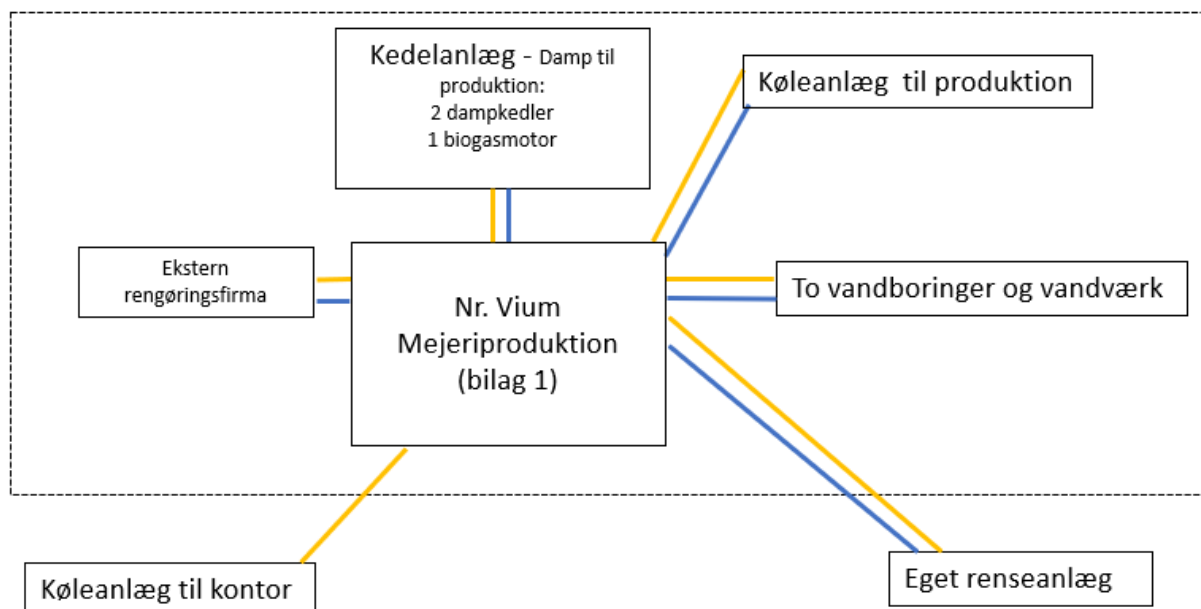 Kedelanlæg - Damp til
produktion:
2 dampkedler
1 biogasmotor
Køleanlæg til produktion
Ekstern
rengøringsfirma
Nr. Vium
Mejeriproduktion
(bilag 1)
To vandboringer og vandværk
Køleanlæg til kontor
Eget renseanlæg